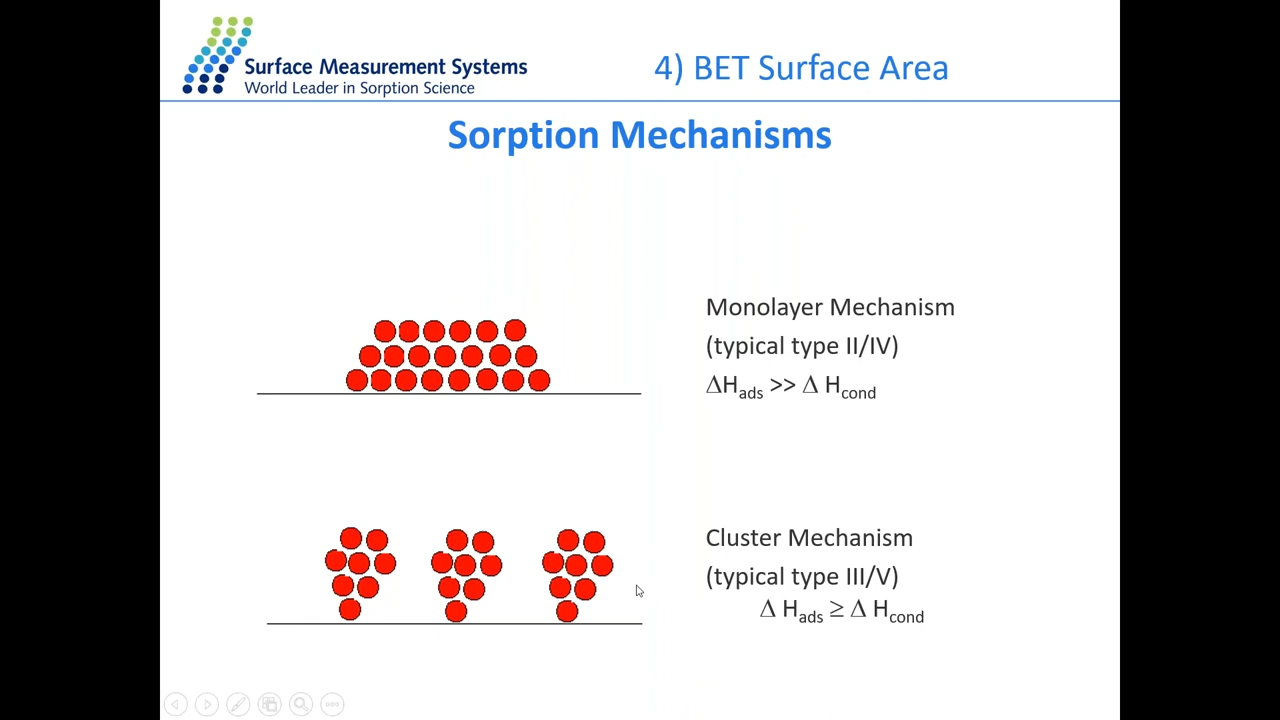 Surface Measurement Systems
World Leader in Sorption Science
4) BET Surface Area
Sorption Mechanisms
Monolayer Mechanism
(typical type II/IV)
ΔHads >> Δ Hcond
Cluster Mechanism
(typical type III/V)
Δ Hads ≥ Δ Hcond